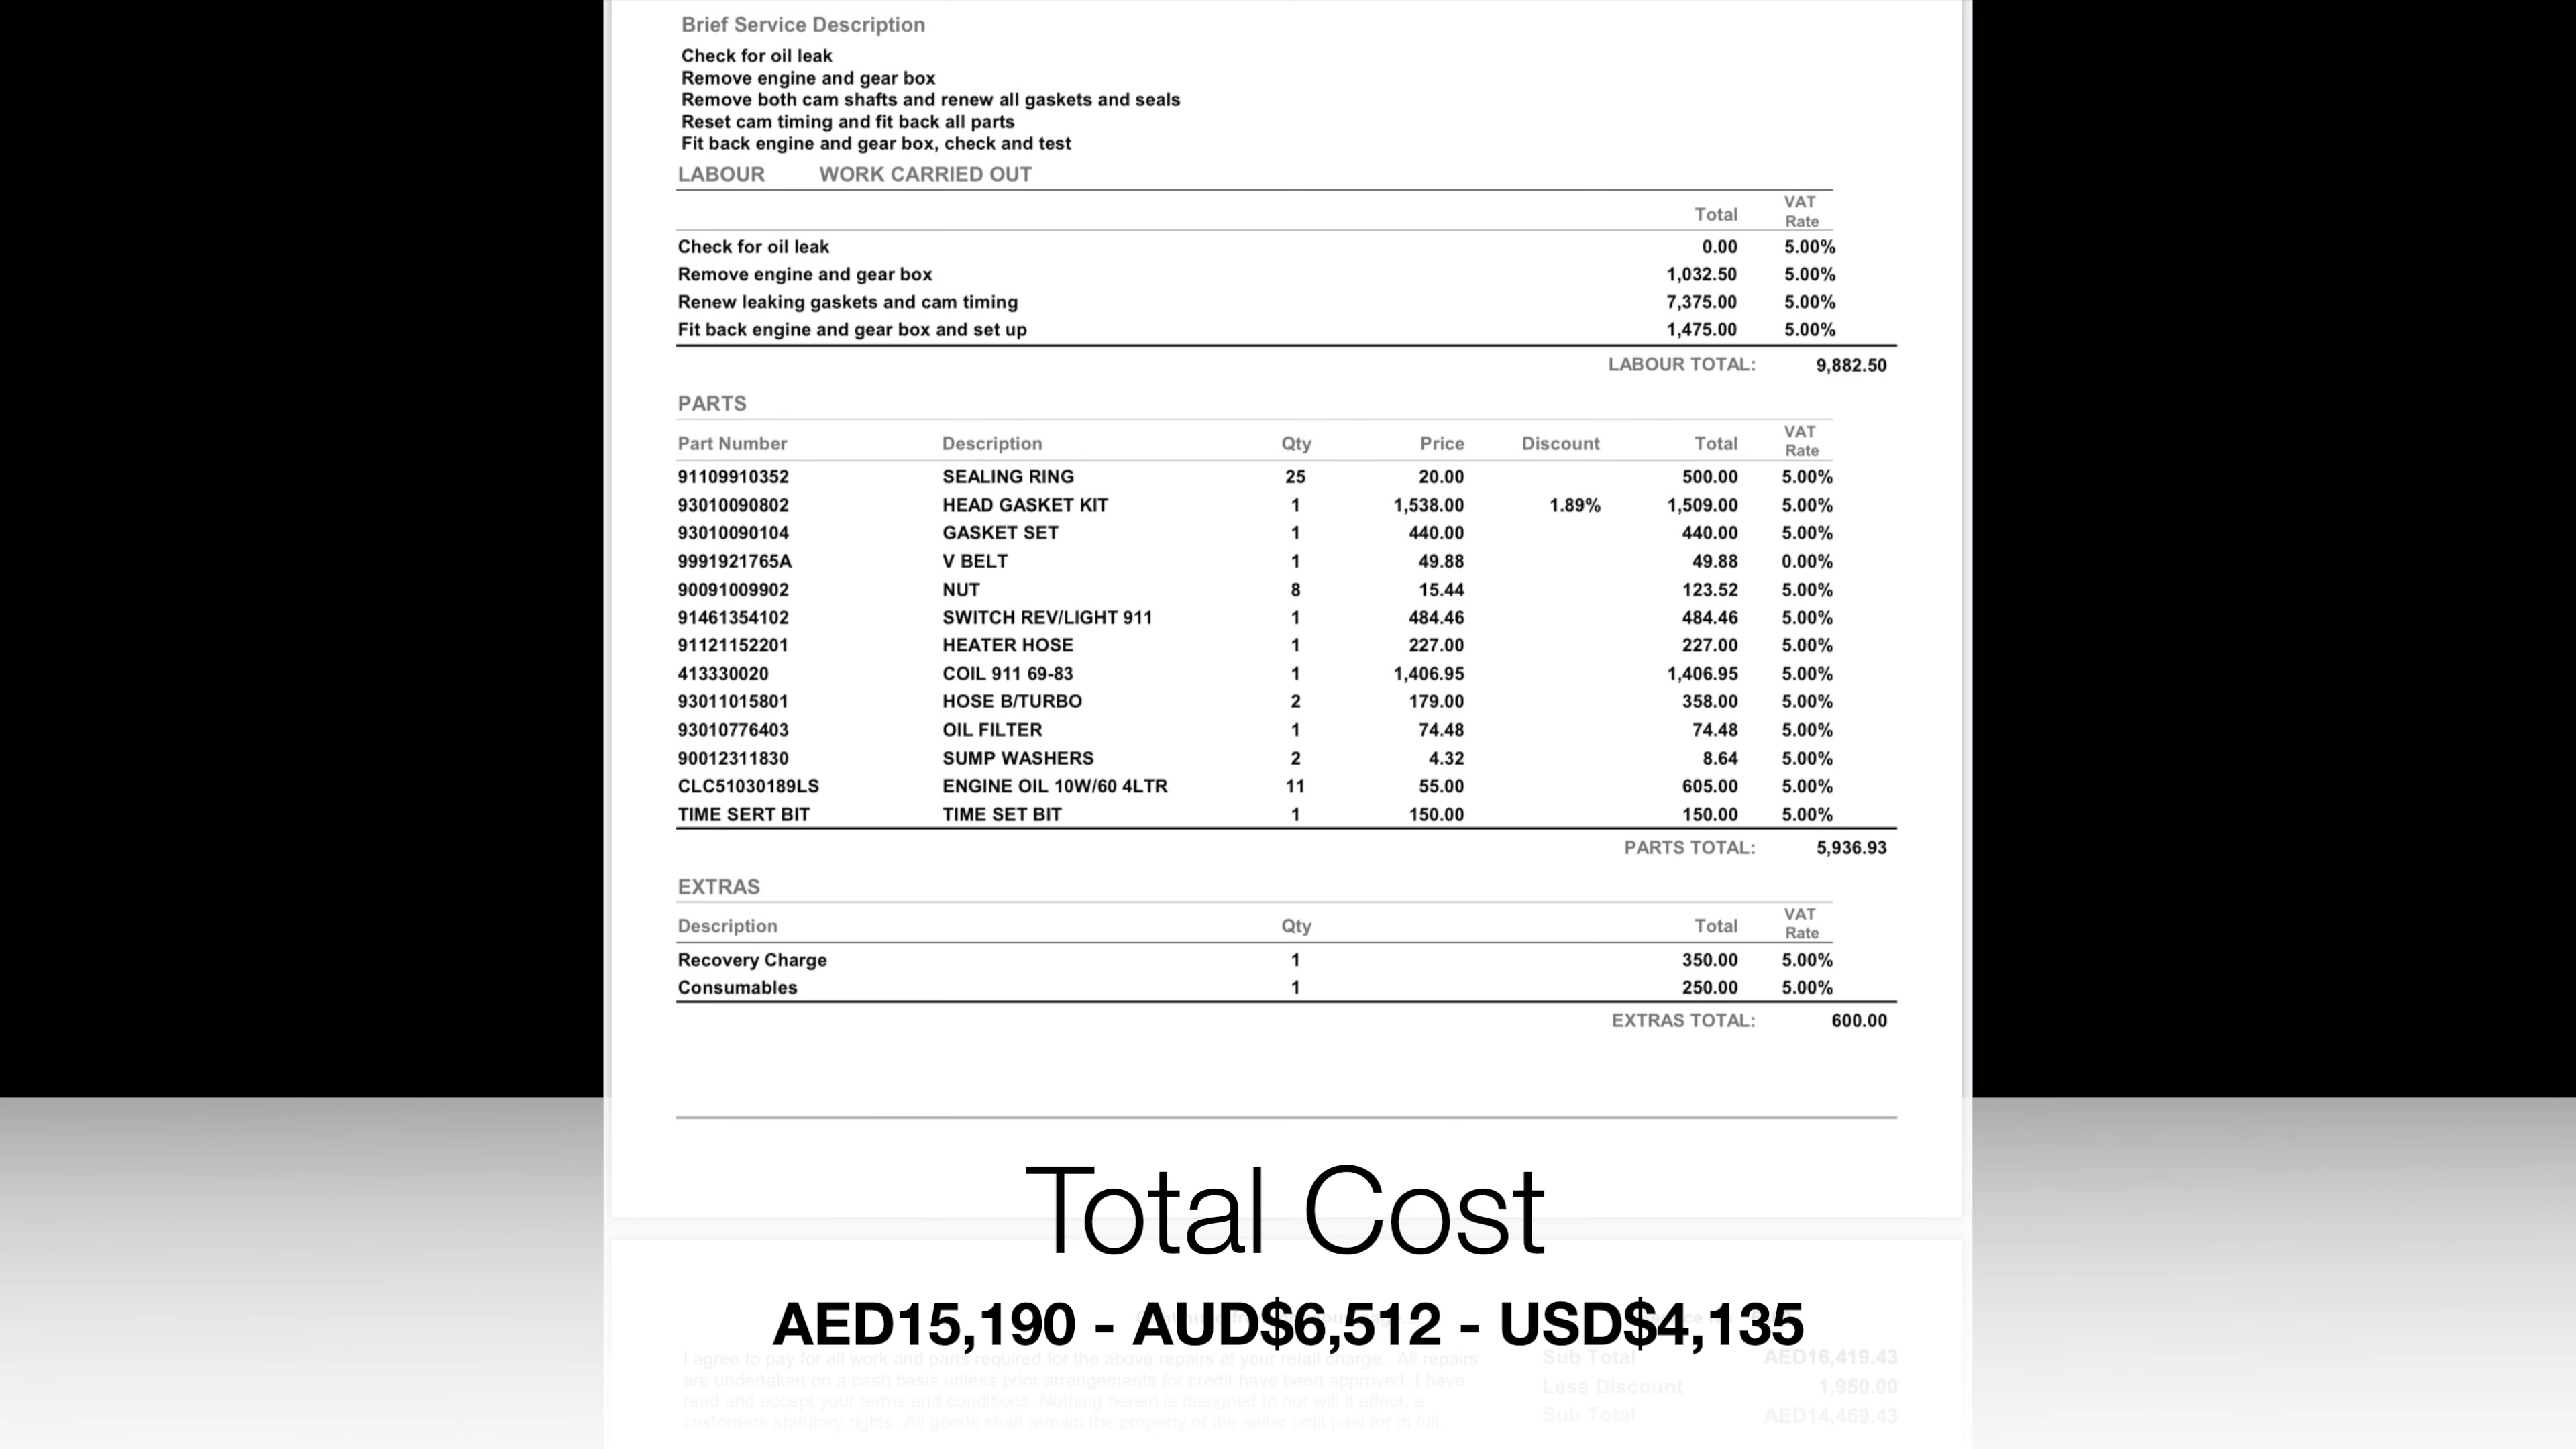 Brief Service Description
Check for oil leak
Remove engine and gear box
Remove both cam shafts and renew all gaskets and seals
Reset cam timing and fit back all parts
Fit back engine and gear box, check and test
LABOUR WORK CARRIED OUT
Total VAT Rate
Check for oil leak 0.00 5.00%
Remove engine and gear box 1,032.50 5.00%
Renew leaking gaskets and cam timing 7,375.00 5.00%
Fit back engine and gear box and set up 1,475.00 5.00%
LABOUR TOTAL: 9,882.50
PARTS
Part Number Description Qty Price Discount Total VAT Rate
91109910352 SEALING RING 25 20.00 500.00 5.00%
93010090802 HEAD GASKET KIT 1 1,538.00 1.89% 1,509.00 5.00%
93010090104 GASKET SET 1 440.00 440.00 5.00%
9991921765A V BELT 1 49.88 49.88 0.00%
90091009902 NUT 8 15.44 123.52 5.00%
91461354102 SWITCH REV/LIGHT 911 1 484.46 484.46 5.00%
91121152201 HEATER HOSE 1 227.00 227.00 5.00%
413330020 COIL 911 69-83 1 1,406.95 1,406.95 5.00%
93011015801 HOSE B/TURBO 2 179.00 358.00 5.00%
93010776403 OIL FILTER 1 74.48 74.48 5.00%
90012311830 SUMP WASHERS 2 4.32 8.64 5.00%
CLC51030189LS ENGINE OIL 10W/60 4LTR 11 55.00 605.00 5.00%
TIME SERT BIT TIME SET BIT 1 150.00 150.00 5.00%
PARTS TOTAL: 5,936.93
EXTRAS
Description Qty Total VAT Rate
Recovery Charge 1 350.00 5.00%
Consumables 1 250.00 5.00%
EXTRAS TOTAL: 600.00
Total Cost
AED15,190 - AUD$6,512 - USD$4,135
I agree to pay for all work and parts required for the above repairs at your retail charge. All repairs Sub Total AED16,419.43
are undertaken on a cash basis unless prior arrangements for credit have been approved. I have Less Discount 1,950.00
read and accept your terms and conditions. Nothing herein is designed to nor will it affect, a
customers statutory rights. All goods shall remain the property of the seller until paid for in full Sub Total AED14,469.43